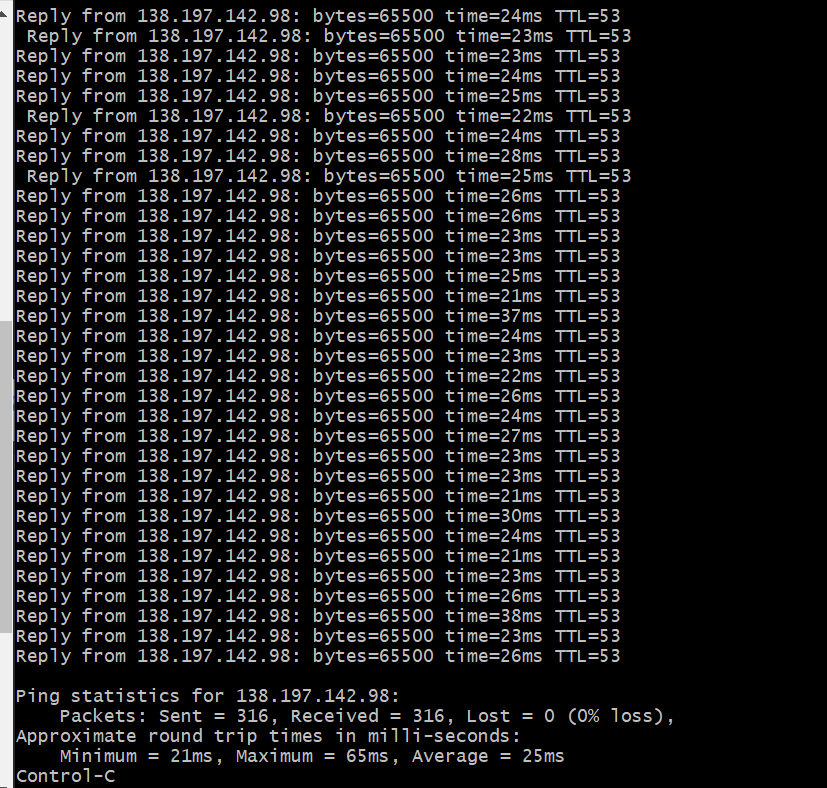 Reply from 138.197.142.98: bytes=65500 time=24ms TTL=53
 Reply from 138.197.142.98: bytes=65500 time=23ms TTL=53
Reply from 138.197.142.98: bytes=65500 time=23ms TTL=53
Reply from 138.197.142.98: bytes=65500 time=24ms TTL=53
Reply from 138.197.142.98: bytes=65500 time=25ms TTL=53
 Reply from 138.197.142.98: bytes=65500 time=22ms TTL=53
Reply from 138.197.142.98: bytes=65500 time=24ms TTL=53
Reply from 138.197.142.98: bytes=65500 time=28ms TTL=53
 Reply from 138.197.142.98: bytes=65500 time=25ms TTL=53
Reply from 138.197.142.98: bytes=65500 time=26ms TTL=53
Reply from 138.197.142.98: bytes=65500 time=26ms TTL=53
Reply from 138.197.142.98: bytes=65500 time=23ms TTL=53
Reply from 138.197.142.98: bytes=65500 time=23ms TTL=53
Reply from 138.197.142.98: bytes=65500 time=25ms TTL=53
Reply from 138.197.142.98: bytes=65500 time=21ms TTL=53
Reply from 138.197.142.98: bytes=65500 time=37ms TTL=53
Reply from 138.197.142.98: bytes=65500 time=24ms TTL=53
Reply from 138.197.142.98: bytes=65500 time=23ms TTL=53
Reply from 138.197.142.98: bytes=65500 time=22ms TTL=53
Reply from 138.197.142.98: bytes=65500 time=26ms TTL=53
Reply from 138.197.142.98: bytes=65500 time=24ms TTL=53
Reply from 138.197.142.98: bytes=65500 time=27ms TTL=53
Reply from 138.197.142.98: bytes=65500 time=23ms TTL=53
Reply from 138.197.142.98: bytes=65500 time=23ms TTL=53
Reply from 138.197.142.98: bytes=65500 time=21ms TTL=53
Reply from 138.197.142.98: bytes=65500 time=30ms TTL=53
Reply from 138.197.142.98: bytes=65500 time=24ms TTL=53
Reply from 138.197.142.98: bytes=65500 time=21ms TTL=53
Reply from 138.197.142.98: bytes=65500 time=23ms TTL=53
Reply from 138.197.142.98: bytes=65500 time=26ms TTL=53
Reply from 138.197.142.98: bytes=65500 time=38ms TTL=53
Reply from 138.197.142.98: bytes=65500 time=23ms TTL=53
Reply from 138.197.142.98: bytes=65500 time=26ms TTL=53

Ping statistics for 138.197.142.98:
    Packets: Sent = 316, Received = 316, Lost = 0 (0% loss),
Approximate round trip times in milli-seconds:
    Minimum = 21ms, Maximum = 65ms, Average = 25ms
Control-C